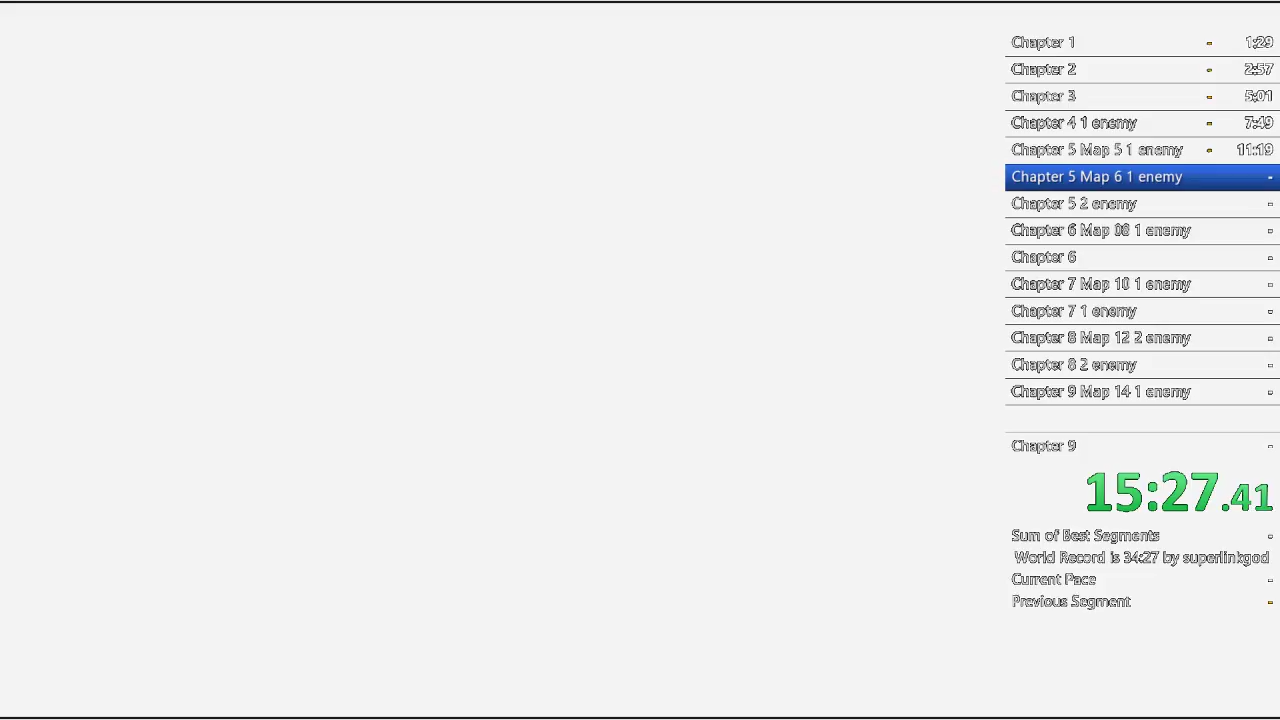 Chapter 1 - 1:29
Chapter 2 - 2:57
Chapter 3 - 5:01
Chapter 4 1 enemy - 7:49
Chapter 5 Map 5 1 enemy - 11:19
Chapter 5 Map 6 1 enemy -
Chapter 5 2 enemy -
Chapter 6 Map 08 1 enemy -
Chapter 6 -
Chapter 7 Map 10 1 enemy -
Chapter 7 1 enemy -
Chapter 8 Map 12 2 enemy -
Chapter 8 2 enemy -
Chapter 9 Map 14 1 enemy -
Chapter 9 -
15:27.41
Sum of Best Segments -
World Record is 34:27 by superlinkgod
Current Pace -
Previous Segment -